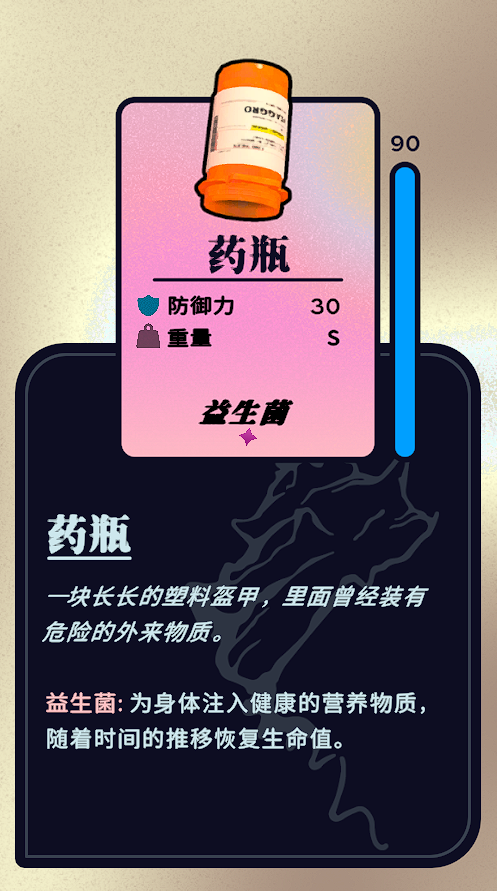 90
药瓶
防御力 30
重量 S
益生菌
药瓶
一块长长的塑料盔甲，里面曾经装有
危险的外来物质。
益生菌: 为身体注入健康的营养物质，
随着时间的推移恢复生命值。